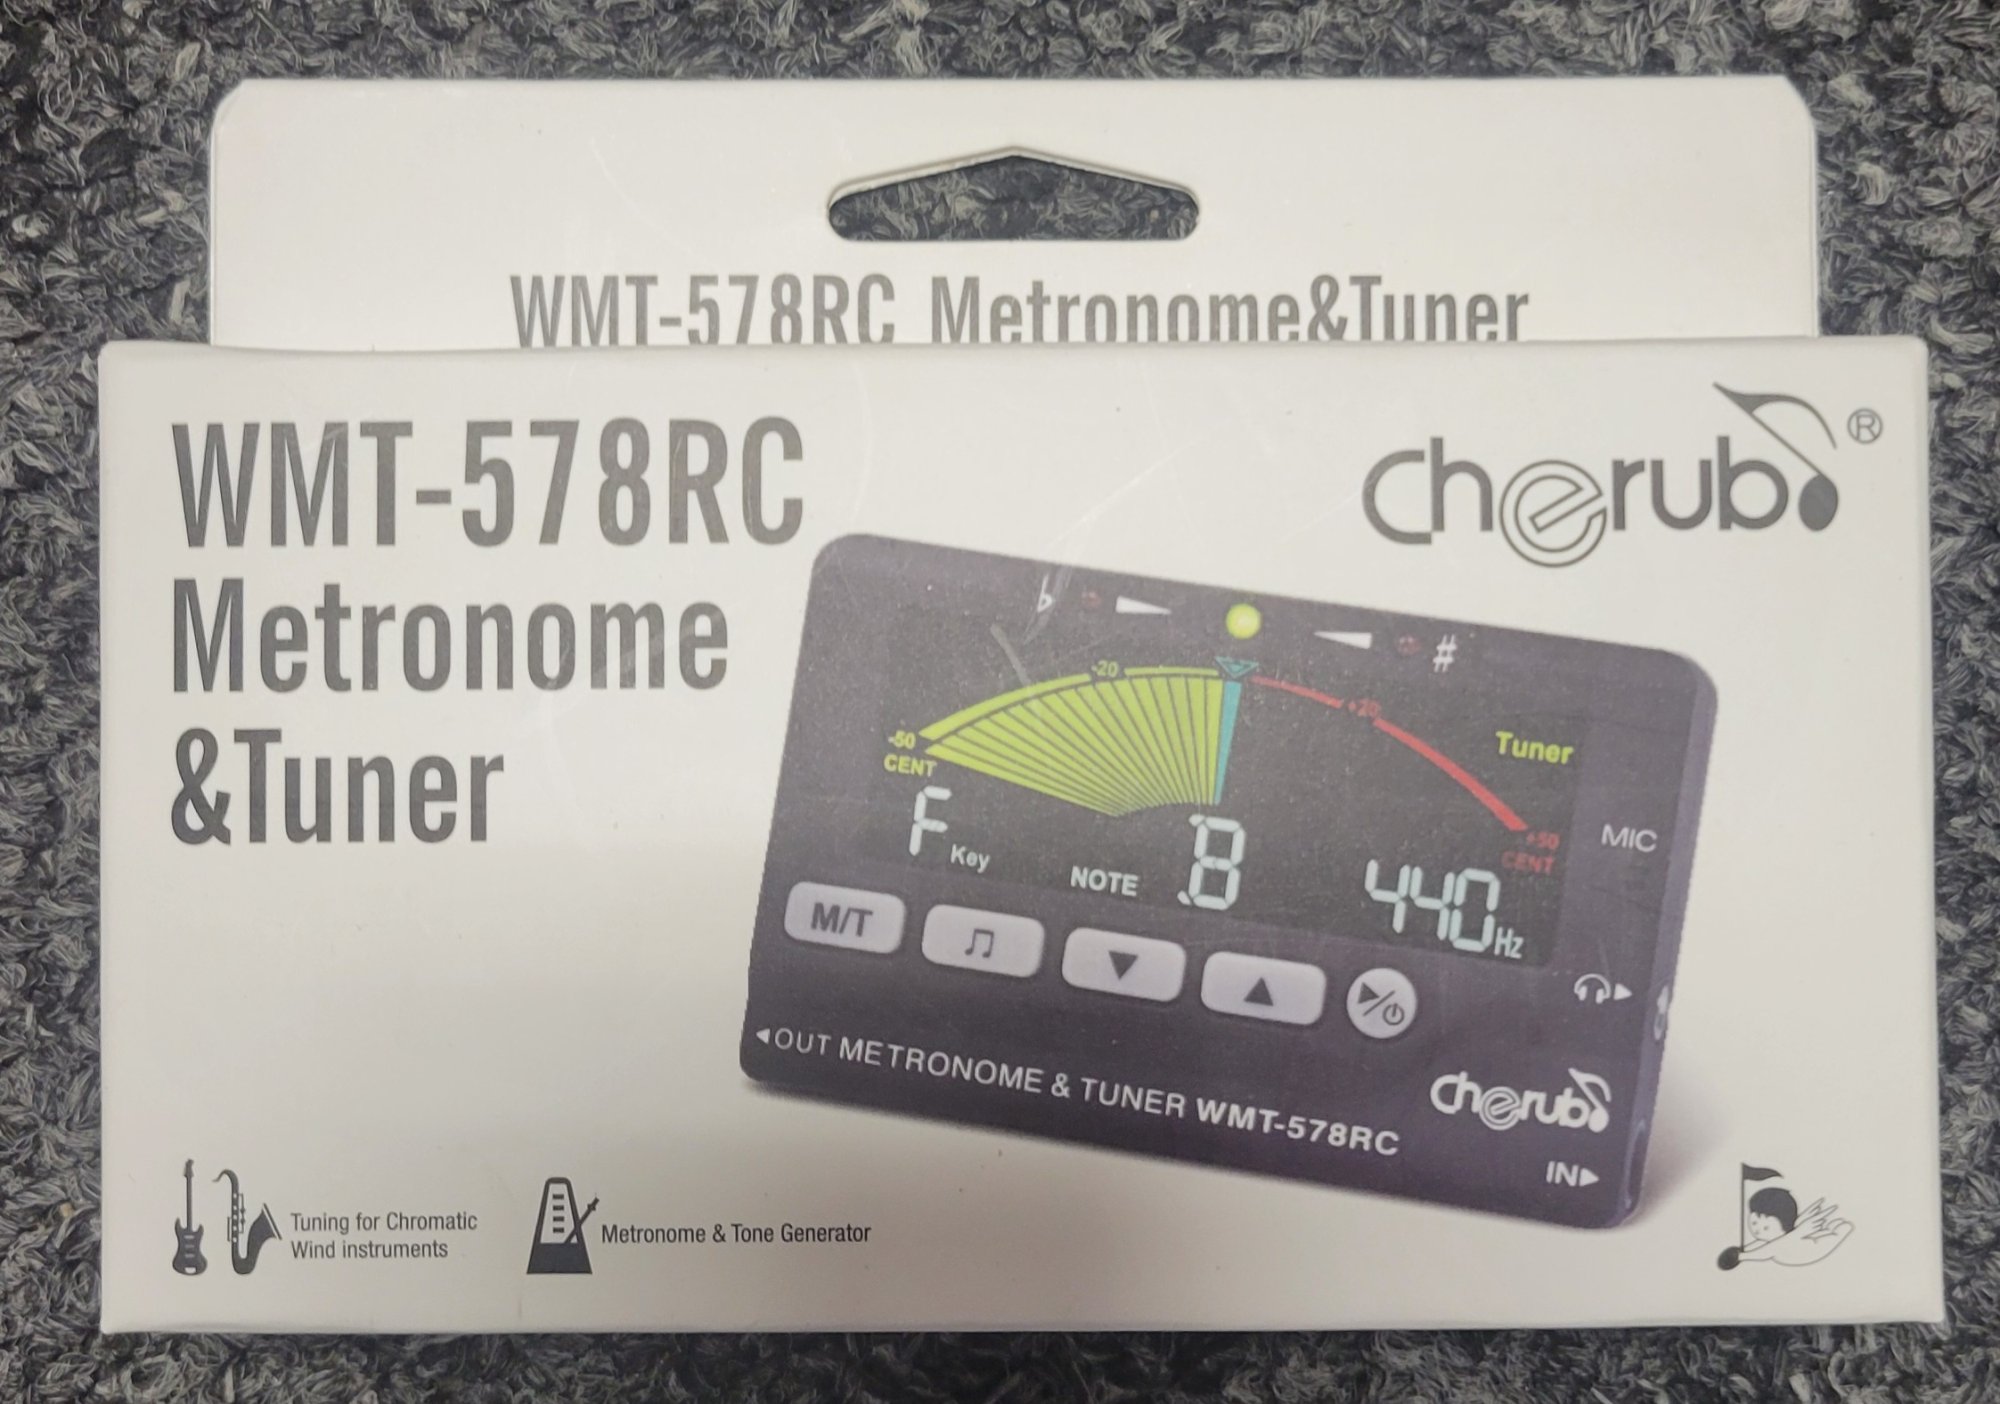 WMT-578RC Metronome&Tuner
WMT-578RC
Metronome
&Tuner
cherub®
♭ #
-50 -20 +20 +50
CENT CENT
Tuner
MIC
F Key NOTE B 440Hz
M/T
◄OUT METRONOME & TUNER WMT-578RC
cherub
IN►
Tuning for Chromatic
Wind instruments
Metronome & Tone Generator